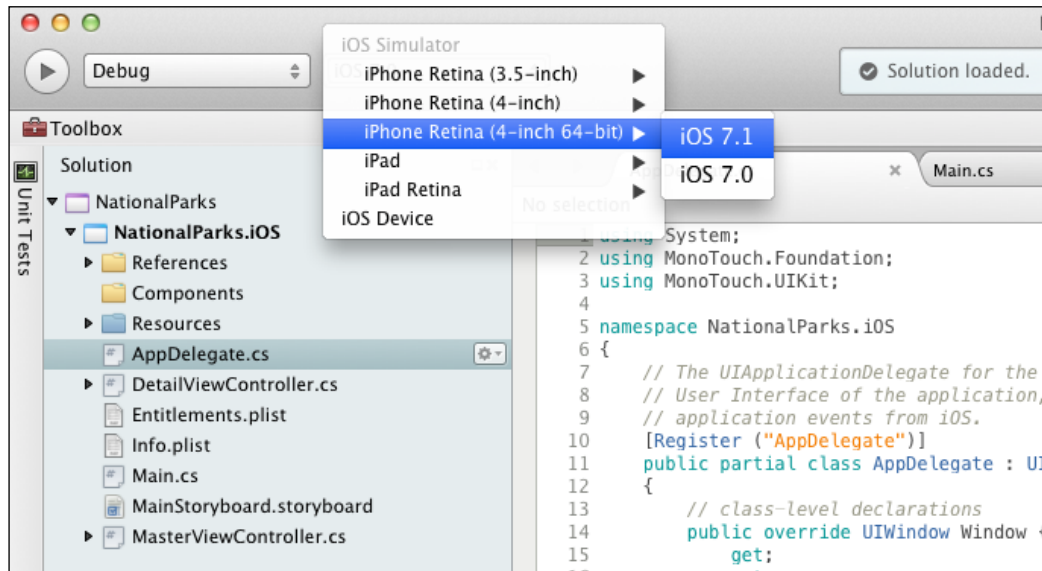 Debug
iOS Simulator
iPhone Retina (3.5-inch)
iPhone Retina (4-inch)
iPhone Retina (4-inch 64-bit)
iPad
iPad Retina
iOS Device
iOS 7.1
iOS 7.0
Solution loaded.
Toolbox
Unit Tests
Solution
NationalParks
NationalParks.iOS
References
Components
Resources
AppDelegate.cs
DetailViewController.cs
Entitlements.plist
Info.plist
Main.cs
MainStoryboard.storyboard
MasterViewController.cs
Main.cs
No selection
1 using System;
2 using MonoTouch.Foundation;
3 using MonoTouch.UIKit;
4
5 namespace NationalParks.iOS
6 {
7 // The UIApplicationDelegate for the
8 // User Interface of the application,
9 // application events from iOS.
10 [Register ("AppDelegate")]
11 public partial class AppDelegate : UI
12 {
13 // class-level declarations
14 public override UIWindow Window {
15 get;